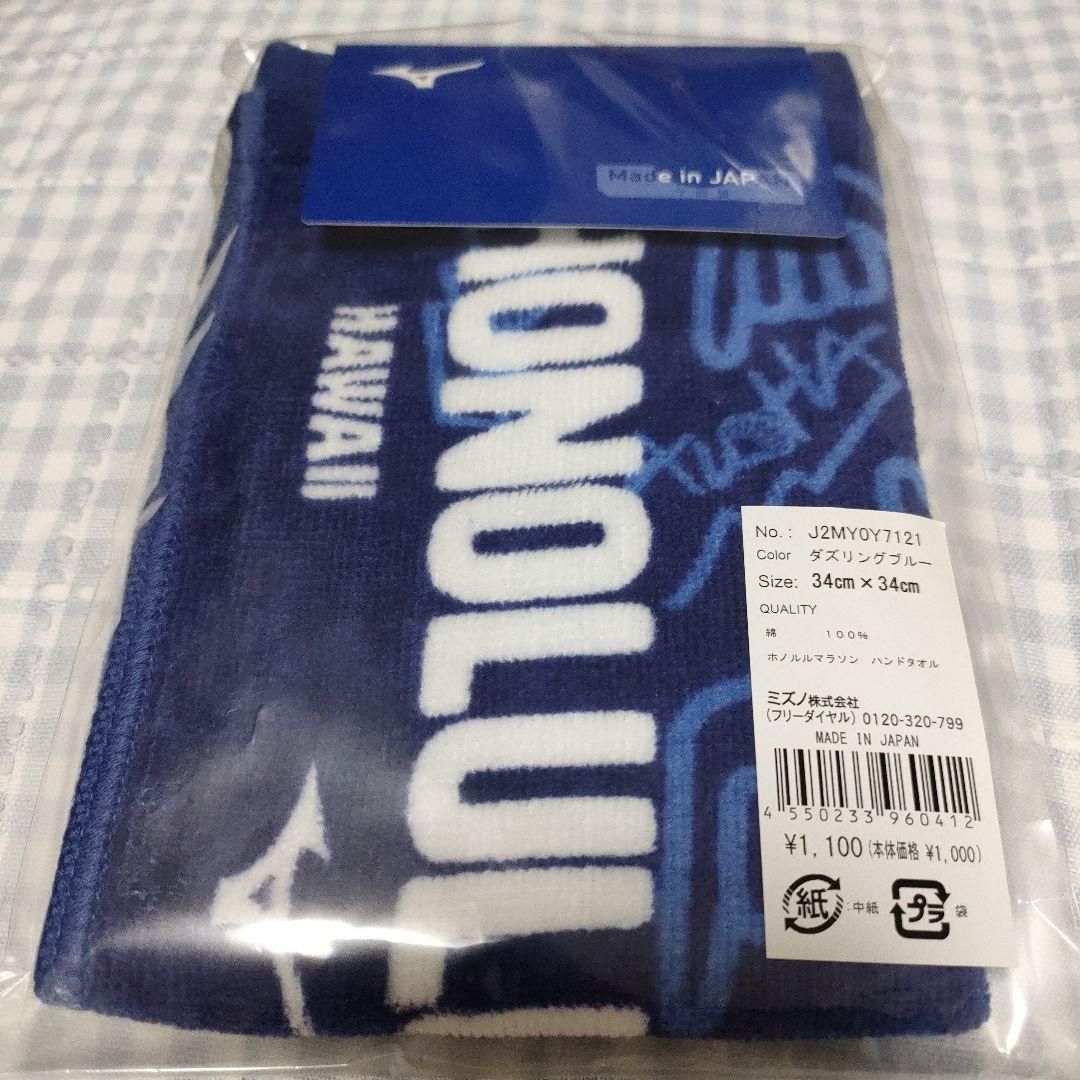 Made in JAPAN
HONOLULU
HAWAII
ALOHA
No. : J2MY0Y7121
Color ダズリングブルー
Size: 34cm × 34cm
QUALITY
綿 100%
ホノルルマラソン ハンドタオル
ミズノ株式会社
(フリーダイヤル) 0120-320-799
MADE IN JAPAN
4 550233 960412
¥1,100 (本体価格 ¥1,000)
紙 :中紙
プラ 袋